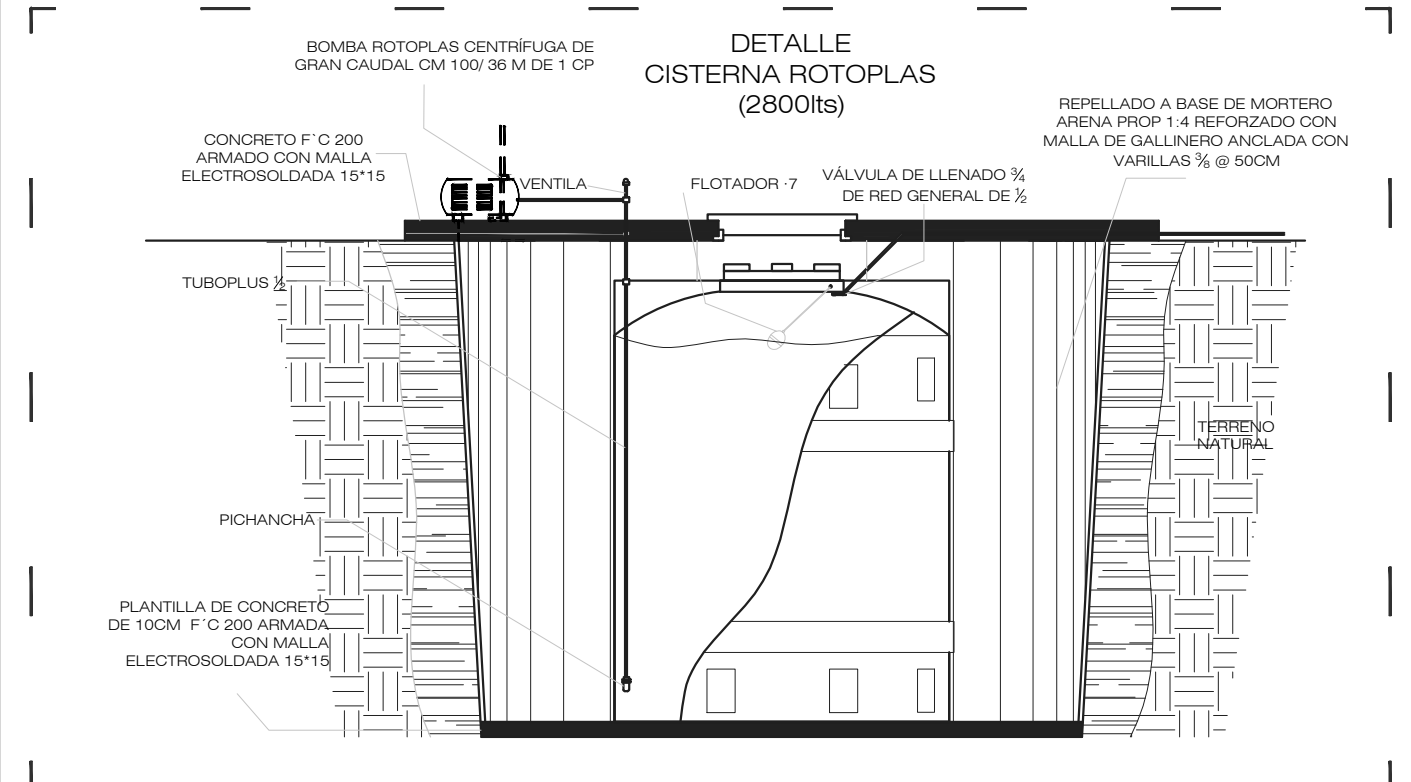 DETALLE
CISTERNA ROTOPLAS
(2800lts)
BOMBA ROTOPLAS CENTRÍFUGA DE
GRAN CAUDAL CM 100/ 36 M DE 1 CP
CONCRETO F`C 200
ARMADO CON MALLA
ELECTROSOLDADA 15*15
VENTILA
FLOTADOR ·7
VÁLVULA DE LLENADO ¾
DE RED GENERAL DE ½
REPELLADO A BASE DE MORTERO
ARENA PROP 1:4 REFORZADO CON
MALLA DE GALLINERO ANCLADA CON
VARILLAS ⅜ @ 50CM
TUBOPLUS ½
TERRENO
NATURAL
PICHANCHA
PLANTILLA DE CONCRETO
DE 10CM F´C 200 ARMADA
CON MALLA
ELECTROSOLDADA 15*15